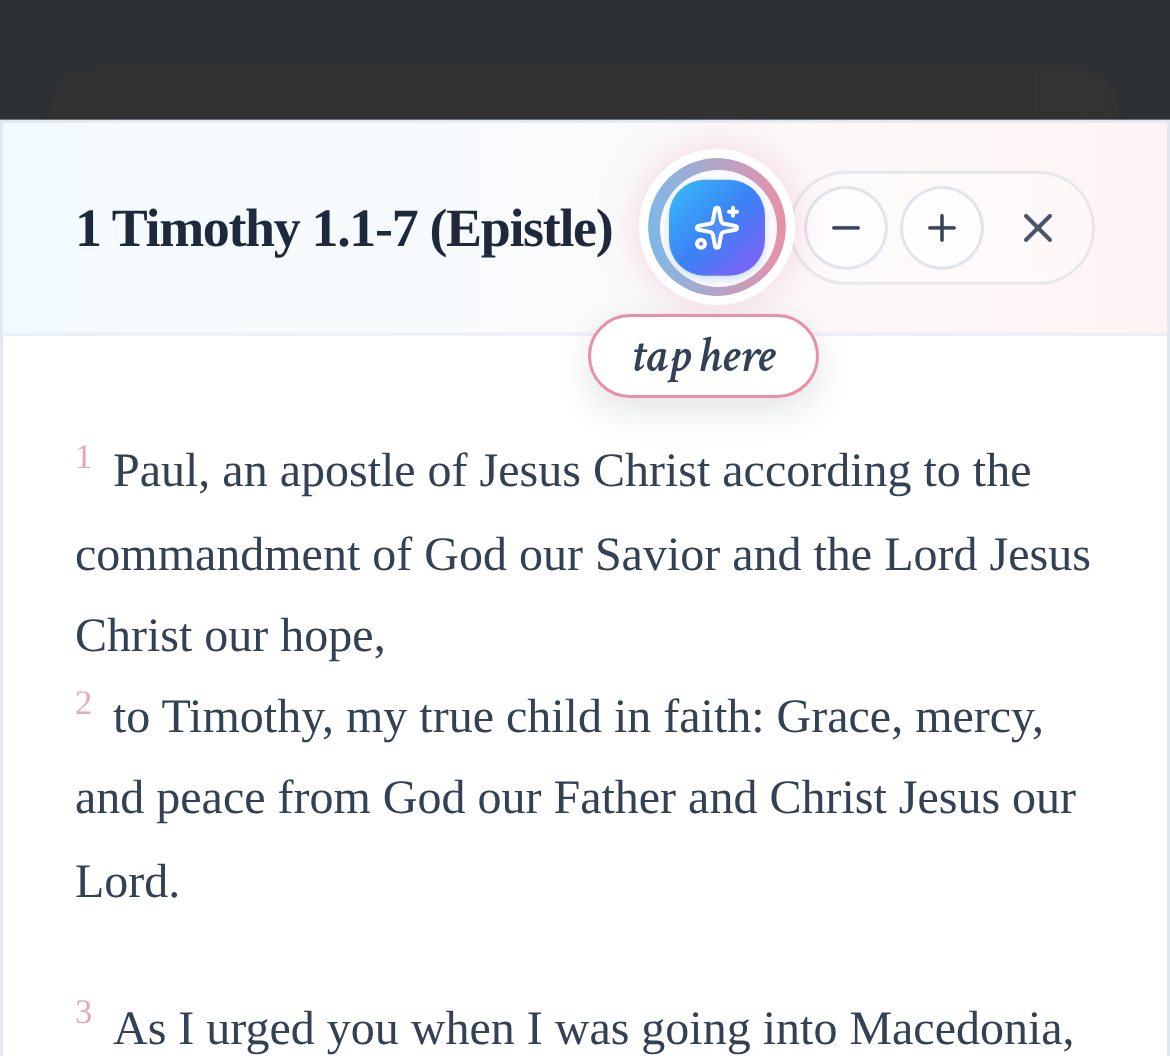 1 Timothy 1.1-7 (Epistle)
tap here
1 Paul, an apostle of Jesus Christ according to the
commandment of God our Savior and the Lord Jesus
Christ our hope,
2 to Timothy, my true child in faith: Grace, mercy,
and peace from God our Father and Christ Jesus our
Lord.
3 As I urged you when I was going into Macedonia,